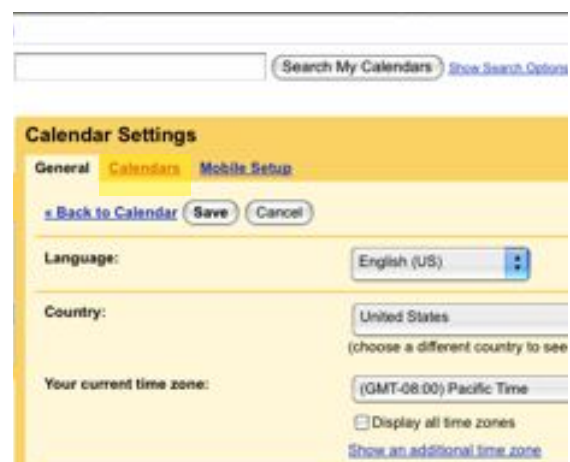 Search My Calendars Show Search Options
Calendar Settings
General Calendars Mobile Setup
« Back to Calendar Save Cancel
Language: English (US)
Country: United States
(choose a different country to see
Your current time zone: (GMT-08:00) Pacific Time
Display all time zones
Show an additional time zone